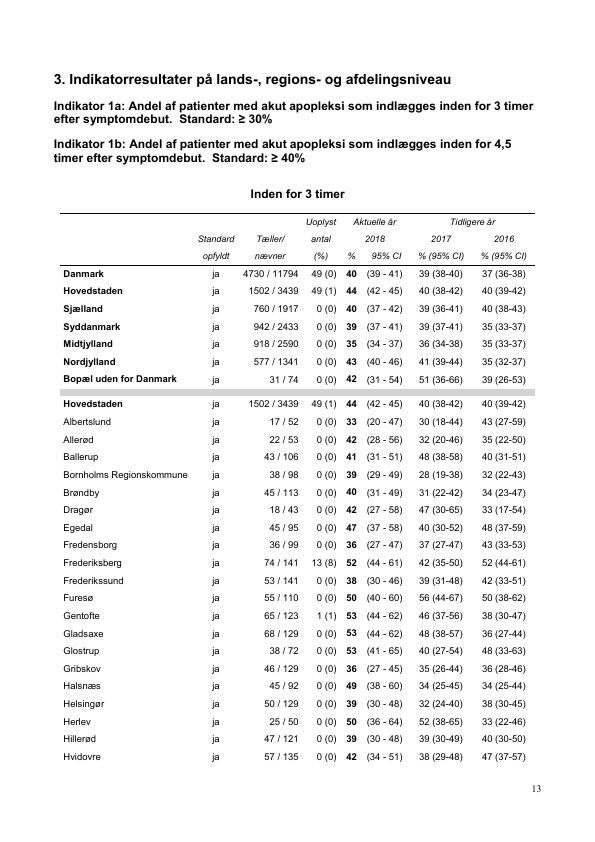 3. Indikatorresultater på lands-, regions- og afdelingsniveau
Indikator 1a: Andel af patienter med akut apopleksi som indlægges inden for 3 timer
efter symptomdebut. Standard: ≥ 30%
Indikator 1b: Andel af patienter med akut apopleksi som indlægges inden for 4,5
timer efter symptomdebut. Standard: ≥ 40%
Inden for 3 timer
Uoplyst Aktuelle år Tidligere år
Standard Tæller/ antal 2018 2017 2016
opfyldt nævner (%) % 95% CI % (95% CI) % (95% CI)
Danmark ja 4730 / 11794 49 (0) 40 (39 - 41) 39 (38-40) 37 (36-38)
Hovedstaden ja 1502 / 3439 49 (1) 44 (42 - 45) 40 (38-42) 40 (39-42)
Sjælland ja 760 / 1917 0 (0) 40 (37 - 42) 39 (36-41) 40 (38-43)
Syddanmark ja 942 / 2433 0 (0) 39 (37 - 41) 39 (37-41) 35 (33-37)
Midtjylland ja 918 / 2590 0 (0) 35 (34 - 37) 36 (34-38) 35 (33-37)
Nordjylland ja 577 / 1341 0 (0) 43 (40 - 46) 41 (39-44) 35 (32-37)
Bopæl uden for Danmark ja 31 / 74 0 (0) 42 (31 - 54) 51 (36-66) 39 (26-53)
Hovedstaden ja 1502 / 3439 49 (1) 44 (42 - 45) 40 (38-42) 40 (39-42)
Albertslund ja 17 / 52 0 (0) 33 (20 - 47) 30 (18-44) 43 (27-59)
Allerød ja 22 / 53 0 (0) 42 (28 - 56) 32 (20-46) 35 (22-50)
Ballerup ja 43 / 106 0 (0) 41 (31 - 51) 48 (38-58) 40 (31-51)
Bornholms Regionskommune ja 38 / 98 0 (0) 39 (29 - 49) 28 (19-38) 32 (22-43)
Brøndby ja 45 / 113 0 (0) 40 (31 - 49) 31 (22-42) 34 (23-47)
Dragør ja 18 / 43 0 (0) 42 (27 - 58) 47 (30-65) 33 (17-54)
Egedal ja 45 / 95 0 (0) 47 (37 - 58) 40 (30-52) 48 (37-59)
Fredensborg ja 36 / 99 0 (0) 36 (27 - 47) 37 (27-47) 43 (33-53)
Frederiksberg ja 74 / 141 13 (8) 52 (44 - 61) 42 (35-50) 52 (44-61)
Frederikssund ja 53 / 141 0 (0) 38 (30 - 46) 39 (31-48) 42 (33-51)
Furesø ja 55 / 110 0 (0) 50 (40 - 60) 56 (44-67) 50 (38-62)
Gentofte ja 65 / 123 1 (1) 53 (44 - 62) 46 (37-56) 38 (30-47)
Gladsaxe ja 68 / 129 0 (0) 53 (44 - 62) 48 (38-57) 36 (27-44)
Glostrup ja 38 / 72 0 (0) 53 (41 - 65) 40 (27-54) 48 (33-63)
Gribskov ja 46 / 129 0 (0) 36 (27 - 45) 35 (26-44) 36 (28-46)
Halsnæs ja 45 / 92 0 (0) 49 (38 - 60) 34 (25-45) 34 (25-44)
Helsingør ja 50 / 129 0 (0) 39 (30 - 48) 32 (24-40) 38 (30-45)
Herlev ja 25 / 50 0 (0) 50 (36 - 64) 52 (38-65) 33 (22-46)
Hillerød ja 47 / 121 0 (0) 39 (30 - 48) 39 (30-49) 40 (30-50)
Hvidovre ja 57 / 135 0 (0) 42 (34 - 51) 38 (29-48) 47 (37-57)
13